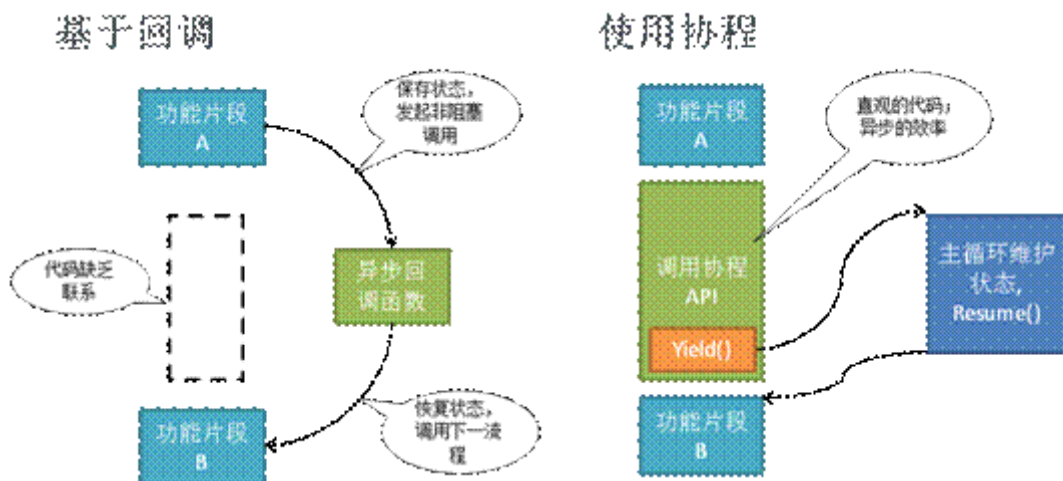 基于回调
功能片段
A
保存状态,
发起非阻塞
调用
代码缺乏
联系
异步回
调函数
功能片段
B
恢复状态,
调用下一流
程
使用协程
功能片段
A
直观的代码;
异步的效率
调用协程
API
Yield()
主循环维护
状态,
Resume()
功能片段
B